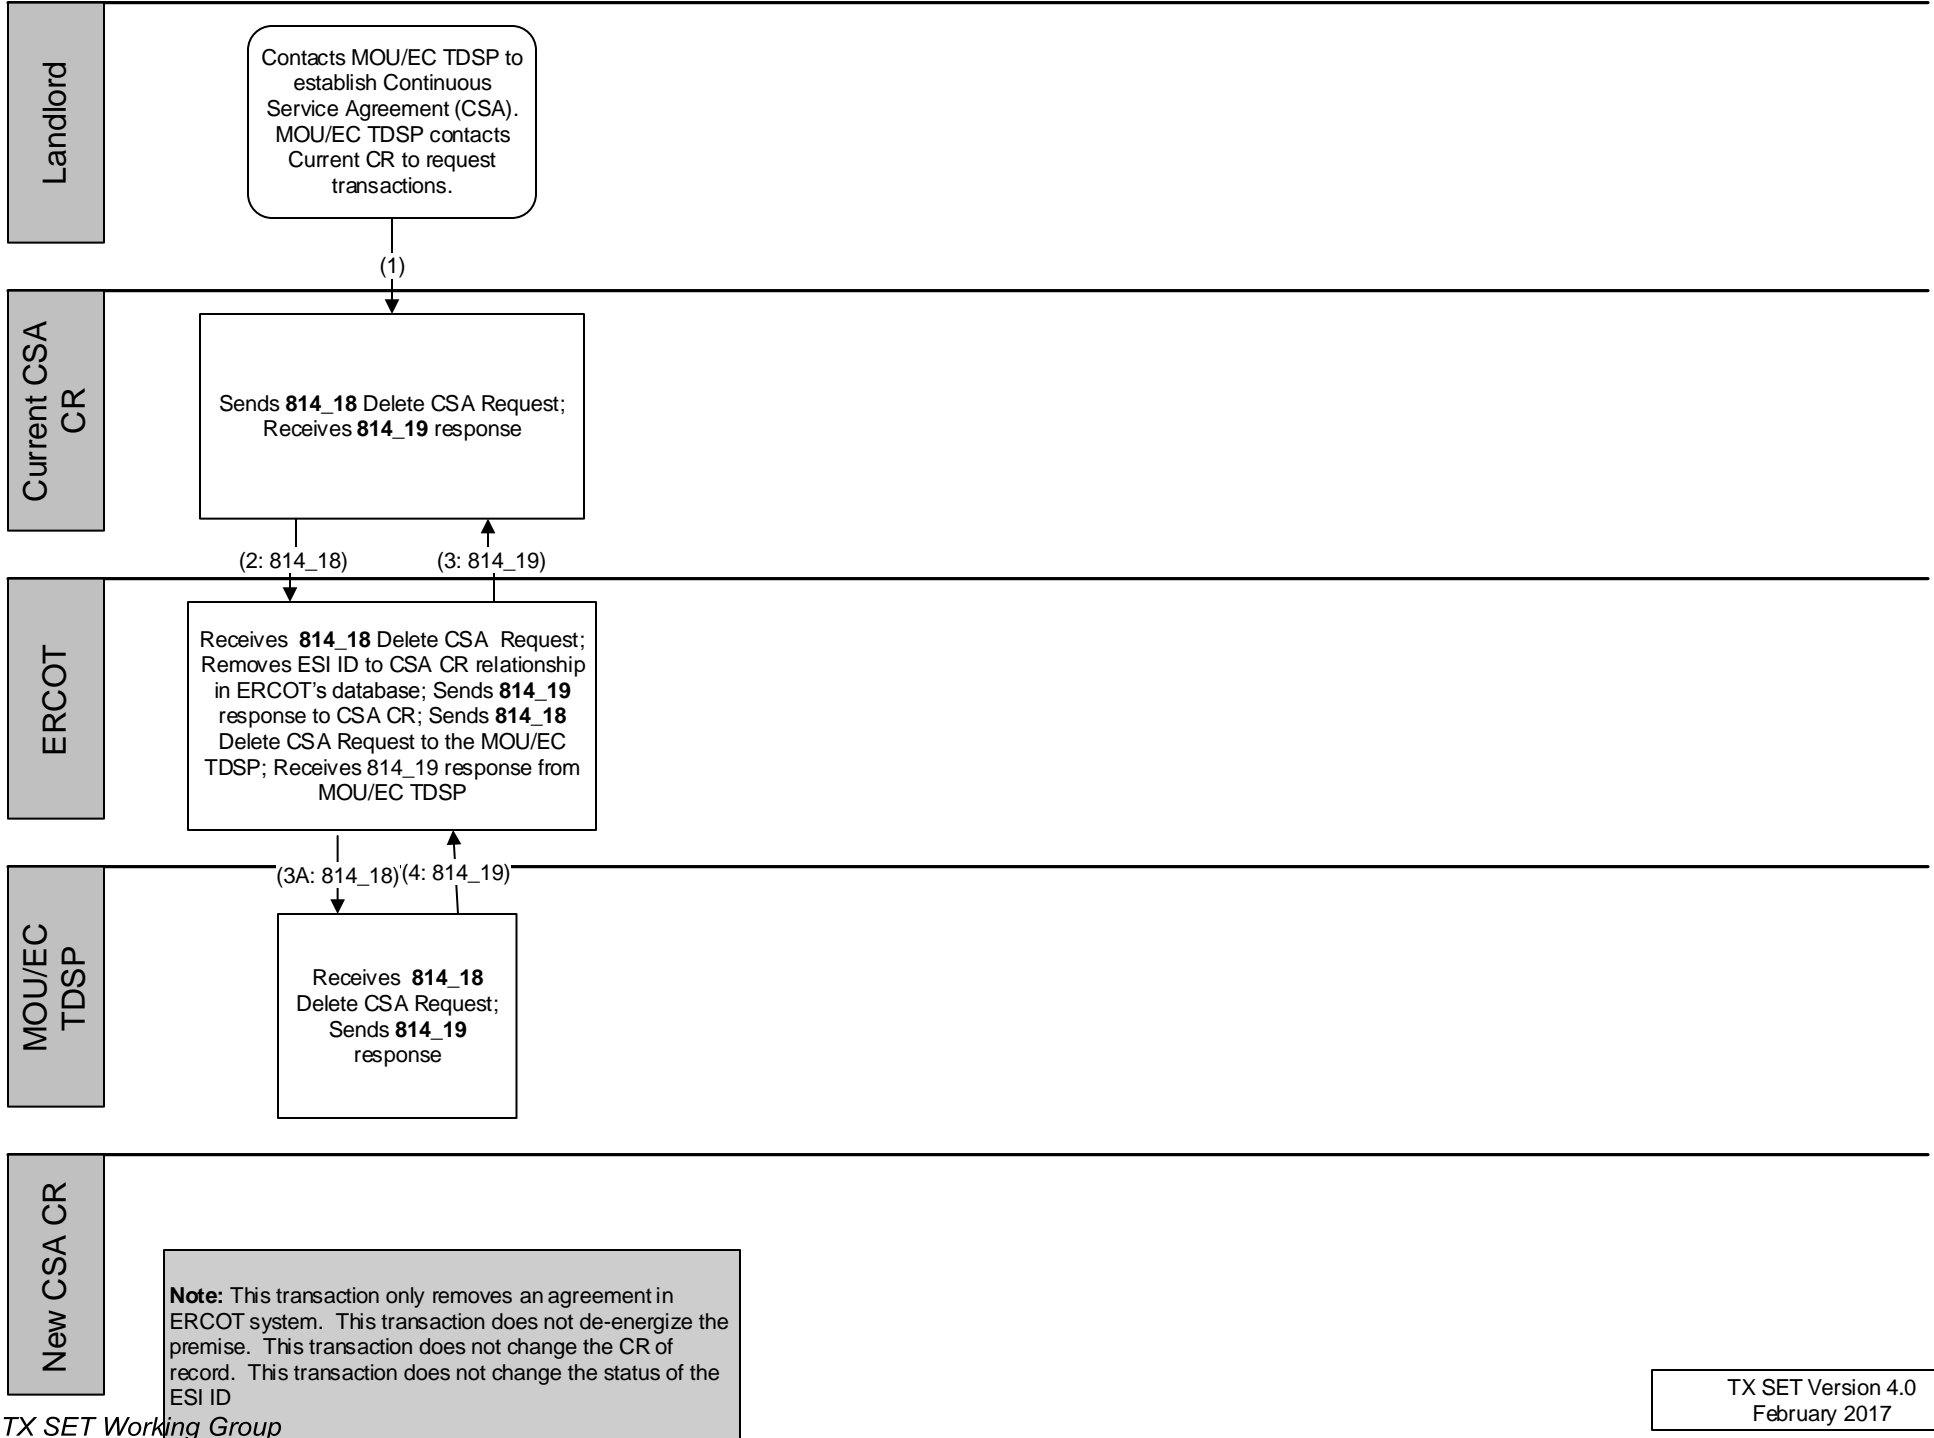 Landlord
Contacts MOU/EC TDSP to
establish Continuous
Service Agreement (CSA).
MOU/EC TDSP contacts
Current CR to request
transactions.
(1)
Current CSA
CR
Sends 814_18 Delete CSA Request;
Receives 814_19 response
(2: 814_18)
(3: 814_19)
ERCOT
Receives 814_18 Delete CSA Request;
Removes ESI ID to CSA CR relationship
in ERCOT's database; Sends 814_19
response to CSA CR; Sends 814_18
Delete CSA Request to the MOU/EC
TDSP; Receives 814_19 response from
MOU/EC TDSP
(3A: 814_18)
(4: 814_19)
MOU/EC
TDSP
Receives 814_18
Delete CSA Request;
Sends 814_19
response
New CSA CR
Note: This transaction only removes an agreement in
ERCOT system. This transaction does not de-energize the
premise. This transaction does not change the CR of
record. This transaction does not change the status of the
ESI ID
TX SET Working Group
TX SET Version 4.0
February 2017